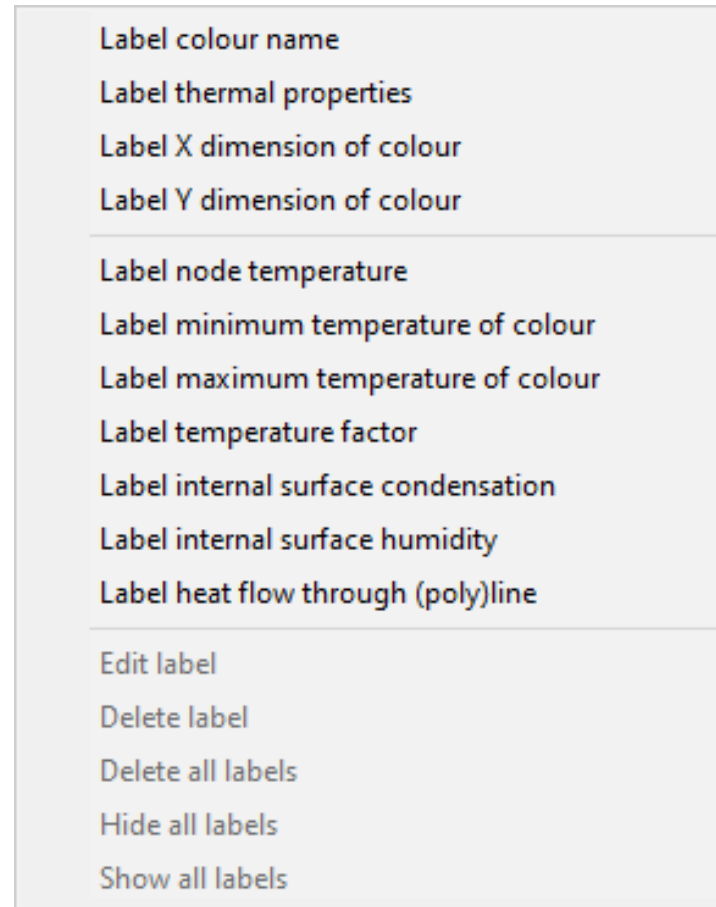 Label colour name
Label thermal properties
Label X dimension of colour
Label Y dimension of colour
Label node temperature
Label minimum temperature of colour
Label maximum temperature of colour
Label temperature factor
Label internal surface condensation
Label internal surface humidity
Label heat flow through (poly)line
Edit label
Delete label
Delete all labels
Hide all labels
Show all labels